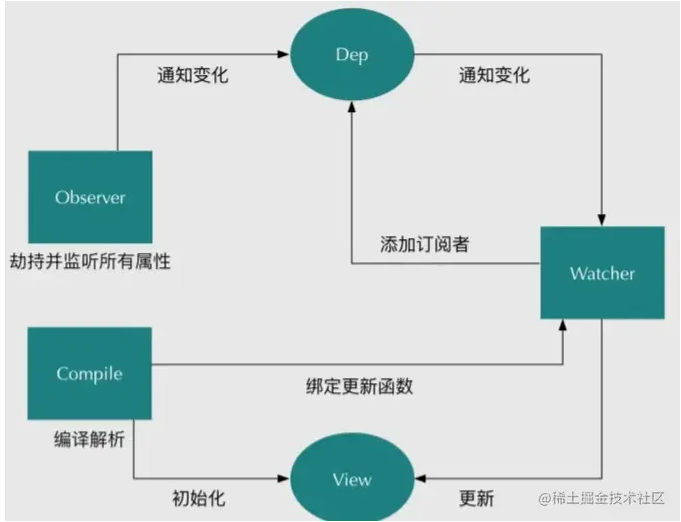 Dep
通知变化
通知变化
Observer
劫持并监听所有属性
添加订阅者
Watcher
Compile
绑定更新函数
编译解析
View
初始化
更新
@稀土掘金技术社区